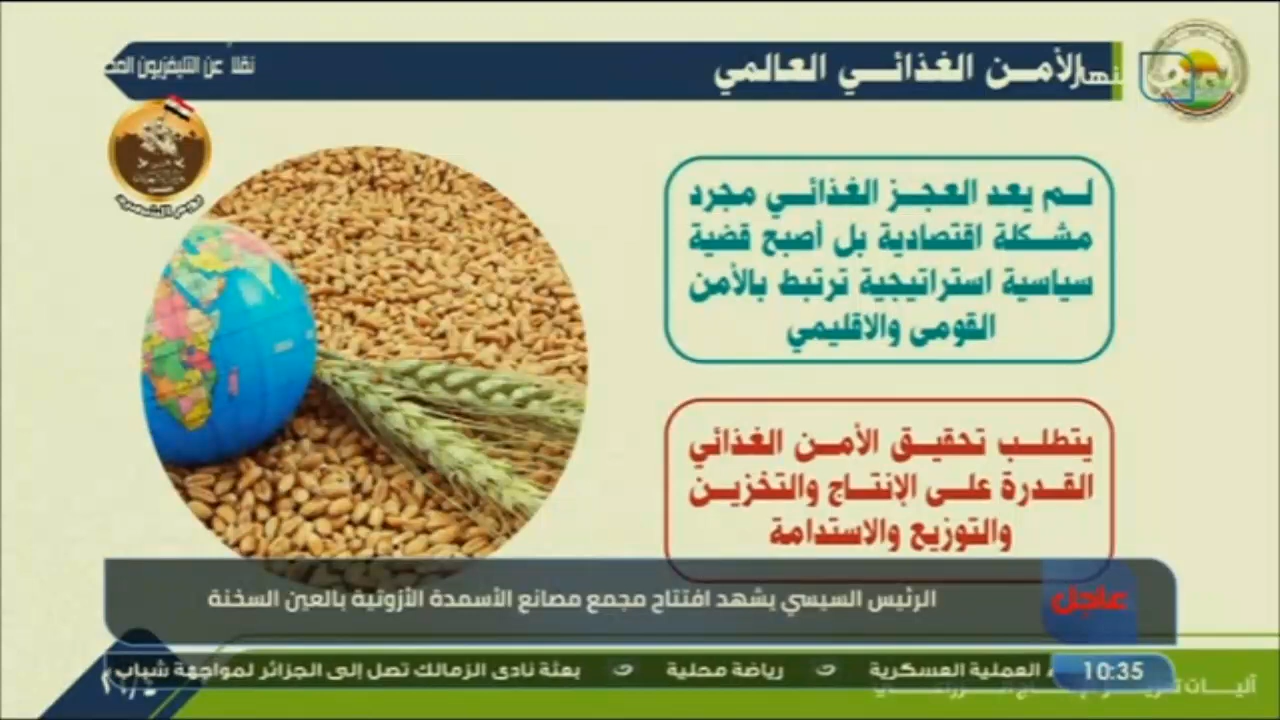 الأمن الغذائي العالمي
نقلاً عن التليفزيون
يوم الشهيد
لم يعد العجز الغذائي مجرد
مشكلة اقتصادية بل أصبح قضية
سياسية استراتيجية ترتبط بالأمن
القومى والاقليمي
يتطلب تحقيق الأمن الغذائي
القدرة على الإنتاج والتخزين
والتوزيع والاستدامة
عاجل
الرئيس السيسي يشهد افتتاح مجمع مصانع الأسمدة الأزوتية بالعين السخنة
10:35
العملية العسكرية
رياضة محلية
بعثة نادى الزمالك تصل إلى الجزائر لمواجهة شباب
آليات